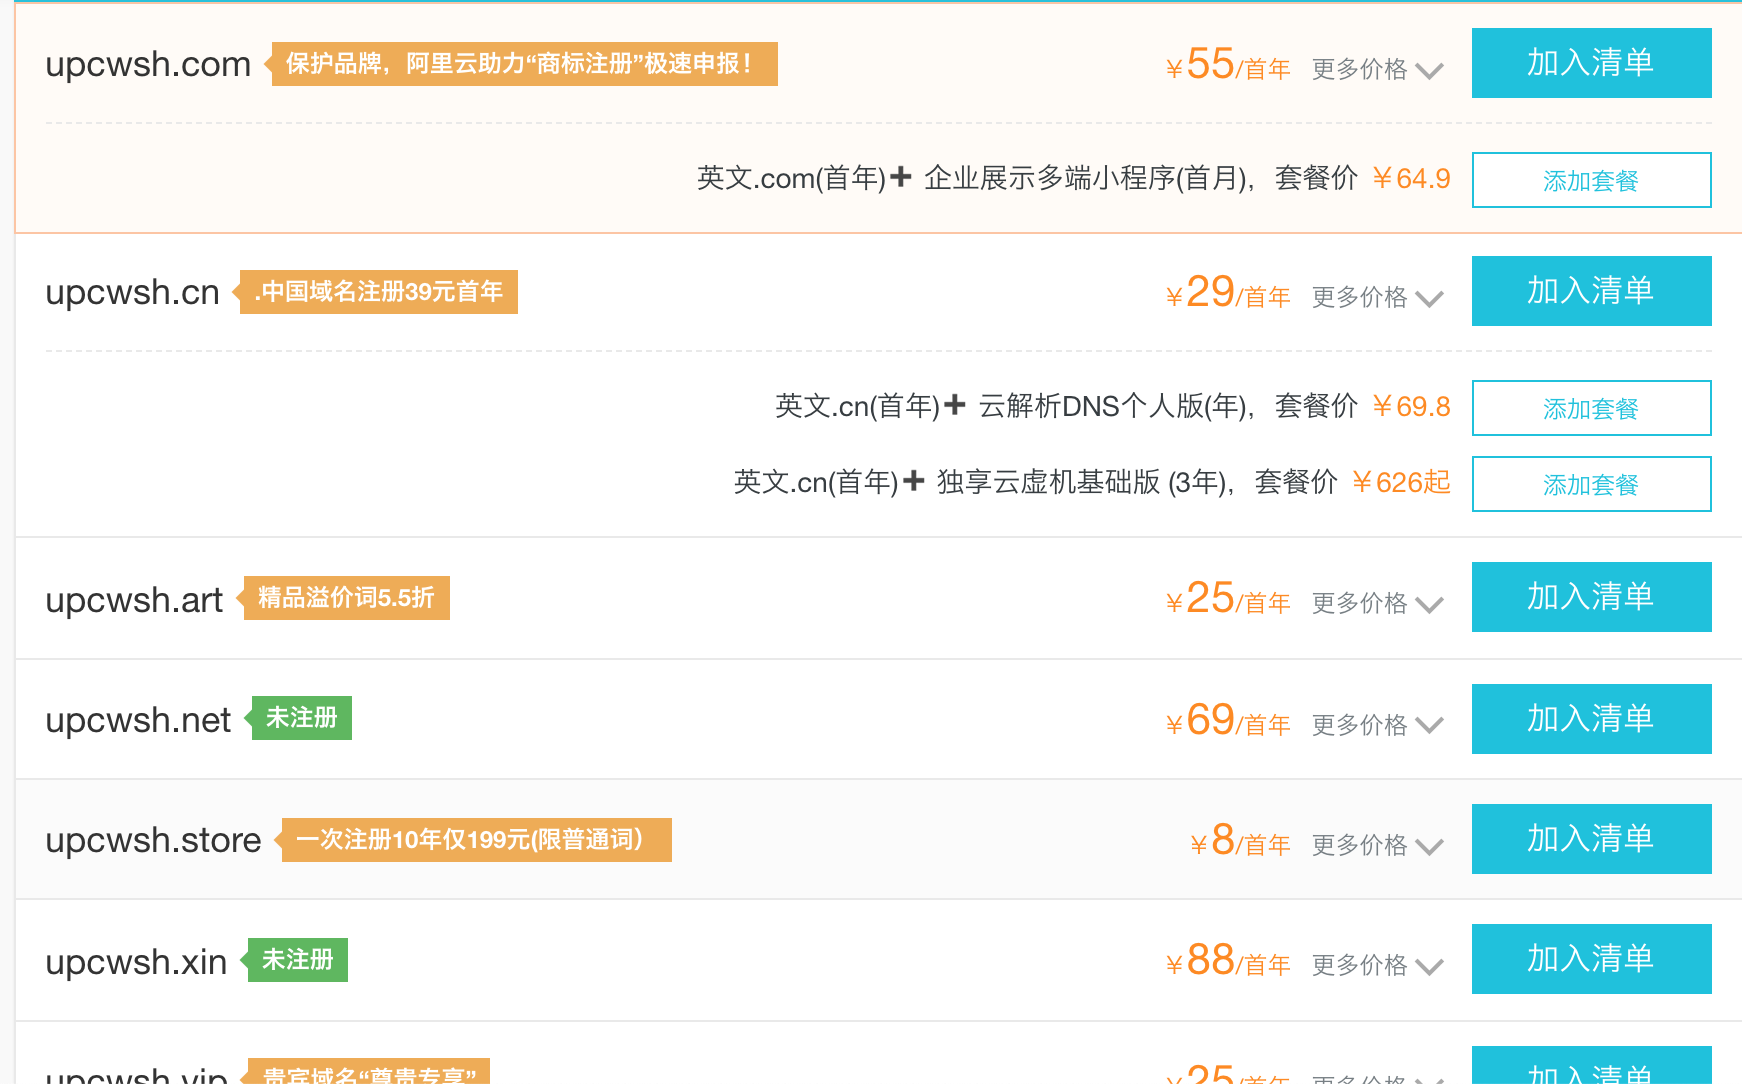 upcwsh.com 保护品牌，阿里云助力“商标注册”极速申报！ ¥55/首年 更多价格 加入清单
英文.com(首年)+ 企业展示多端小程序(首月)，套餐价 ¥64.9 添加套餐
upcwsh.cn .中国域名注册39元首年 ¥29/首年 更多价格 加入清单
英文.cn(首年)+ 云解析DNS个人版(年)，套餐价 ¥69.8 添加套餐
英文.cn(首年)+ 独享云虚机基础版 (3年)，套餐价 ¥626起 添加套餐
upcwsh.art 精品溢价词5.5折 ¥25/首年 更多价格 加入清单
upcwsh.net 未注册 ¥69/首年 更多价格 加入清单
upcwsh.store 一次注册10年仅199元(限普通词） ¥8/首年 更多价格 加入清单
upcwsh.xin 未注册 ¥88/首年 更多价格 加入清单
upcwsh.vip 贵宾域名“尊贵专享” ¥25/首年 更多价格 加入清单